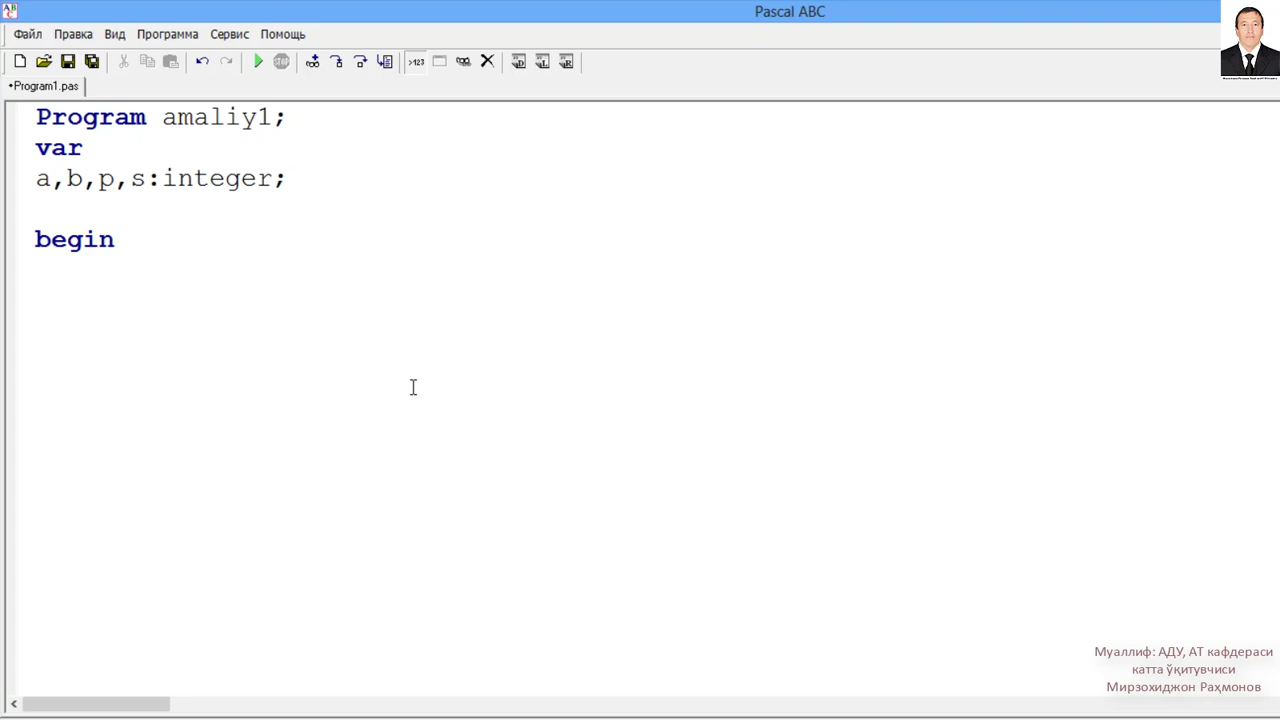 Pascal ABC
Файл Правка Вид Программа Сервис Помощь
•Program1.pas
Program amaliy1;
var
a,b,p,s:integer;
begin
Муаллиф: АДУ, АТ кафдераси
катта ўқитувчиси
Мирзохиджон Раҳмонов